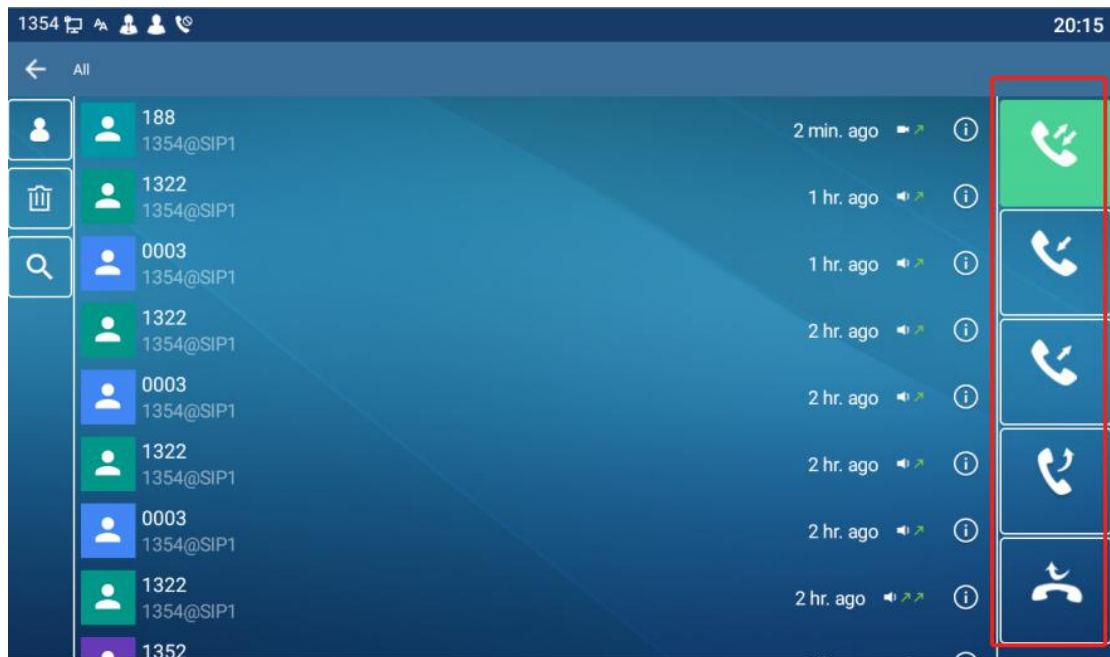 1354 20:15
All
188
1354@SIP1
2 min. ago
1322
1354@SIP1
1 hr. ago
0003
1354@SIP1
1 hr. ago
1322
1354@SIP1
2 hr. ago
0003
1354@SIP1
2 hr. ago
1322
1354@SIP1
2 hr. ago
0003
1354@SIP1
2 hr. ago
1322
1354@SIP1
2 hr. ago
1352